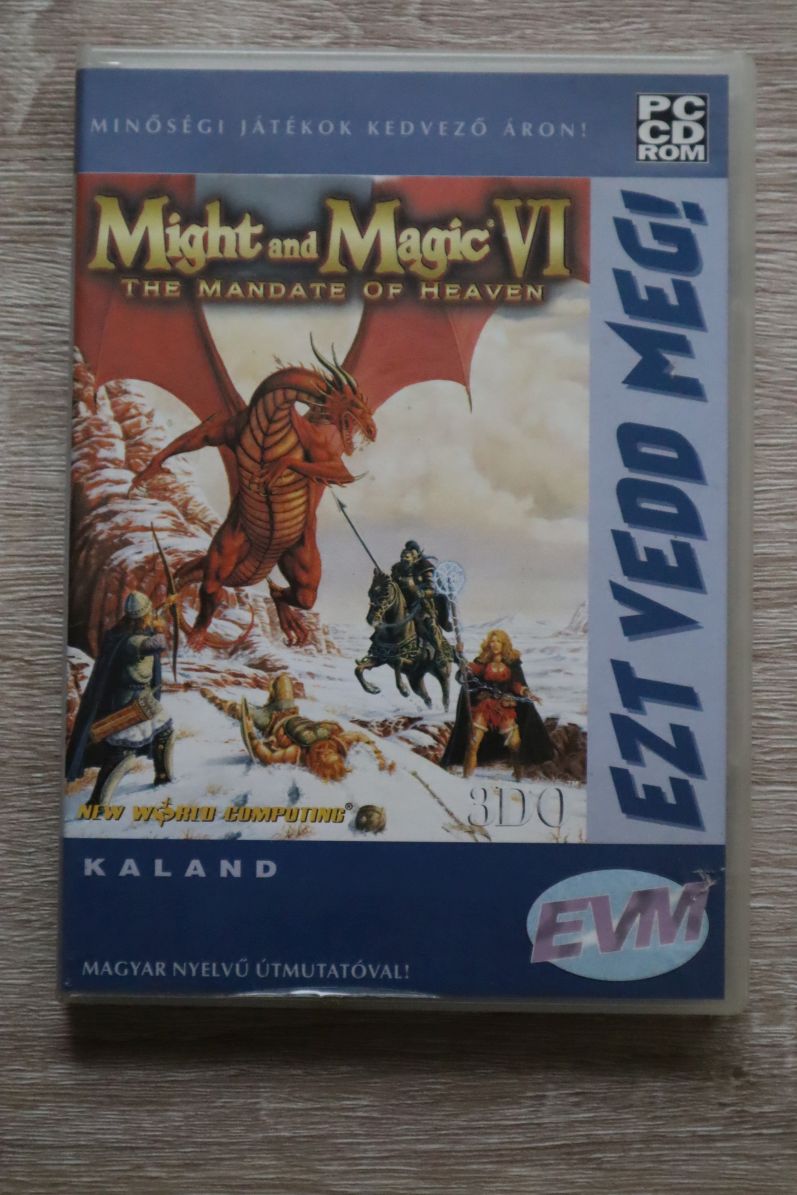 MINŐSÉGI JÁTÉKOK KEDVEZŐ ÁRON!
PC
CD
ROM
Might and Magic® VI
THE MANDATE OF HEAVEN
EZT VEDD MEG!
NEW WORLD COMPUTING®
3DO
KALAND
EVM
MAGYAR NYELVŰ ÚTMUTATÓVAL!